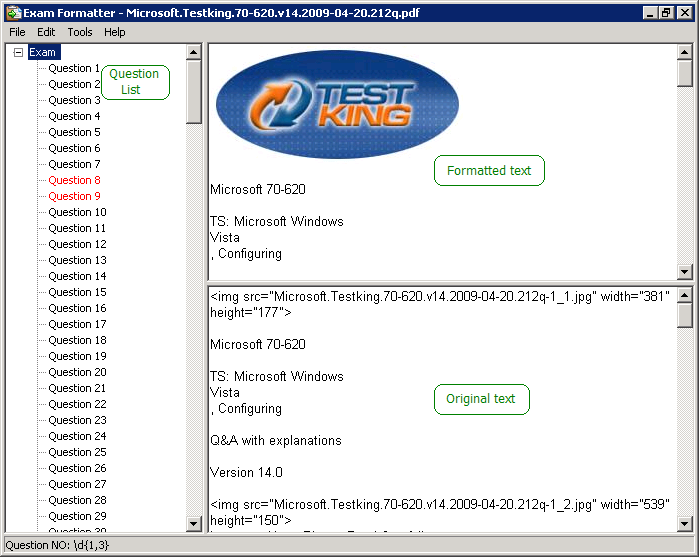 Exam Formatter - Microsoft.Testking.70-620.v14.2009-04-20.212q.pdf
File Edit Tools Help
Exam
Question 1
Question 2
Question 3
Question 4
Question 5
Question 6
Question 7
Question 8
Question 9
Question 10
Question 11
Question 12
Question 13
Question 14
Question 15
Question 16
Question 17
Question 18
Question 19
Question 20
Question 21
Question 22
Question 23
Question 24
Question 25
Question 26
Question 27
Question 28
Question 29
Question 30
Question
List
TEST
KING
Formatted text
Microsoft 70-620
TS: Microsoft Windows
Vista
, Configuring
<img src="Microsoft.Testking.70-620.v14.2009-04-20.212q-1_1.jpg" width="381"
height="177">
Microsoft 70-620
TS: Microsoft Windows
Vista
, Configuring
Original text
Q&A with explanations
Version 14.0
<img src="Microsoft.Testking.70-620.v14.2009-04-20.212q-1_2.jpg" width="539"
height="150">
Question NO: \d{1,3}